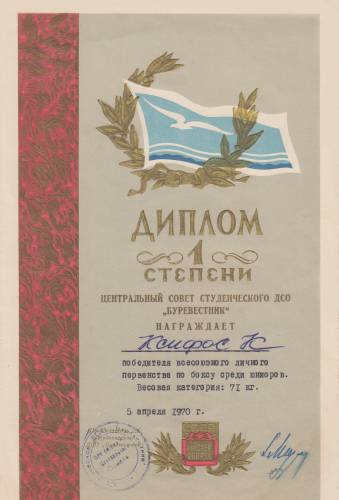 ДИПЛОМ
1
СТЕПЕНИ
ЦЕНТРАЛЬНЫЙ СОВЕТ СТУДЕНЧЕСКОГО ДСО
„БУРЕВЕСТНИК"
НАГРАЖДАЕТ
Ксифос К
победителя всесоюзного личного
первенства по боксу среди юниоров.
Весовая категория: 71 кг.
5 апреля 1970 г.